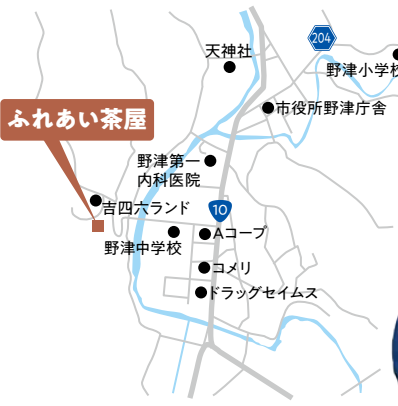 204
天神社
野津小学校
市役所野津庁舎
ふれあい茶屋
野津第一
内科医院
吉四六ランド
10
Aコープ
野津中学校
コメリ
ドラッグセイムス